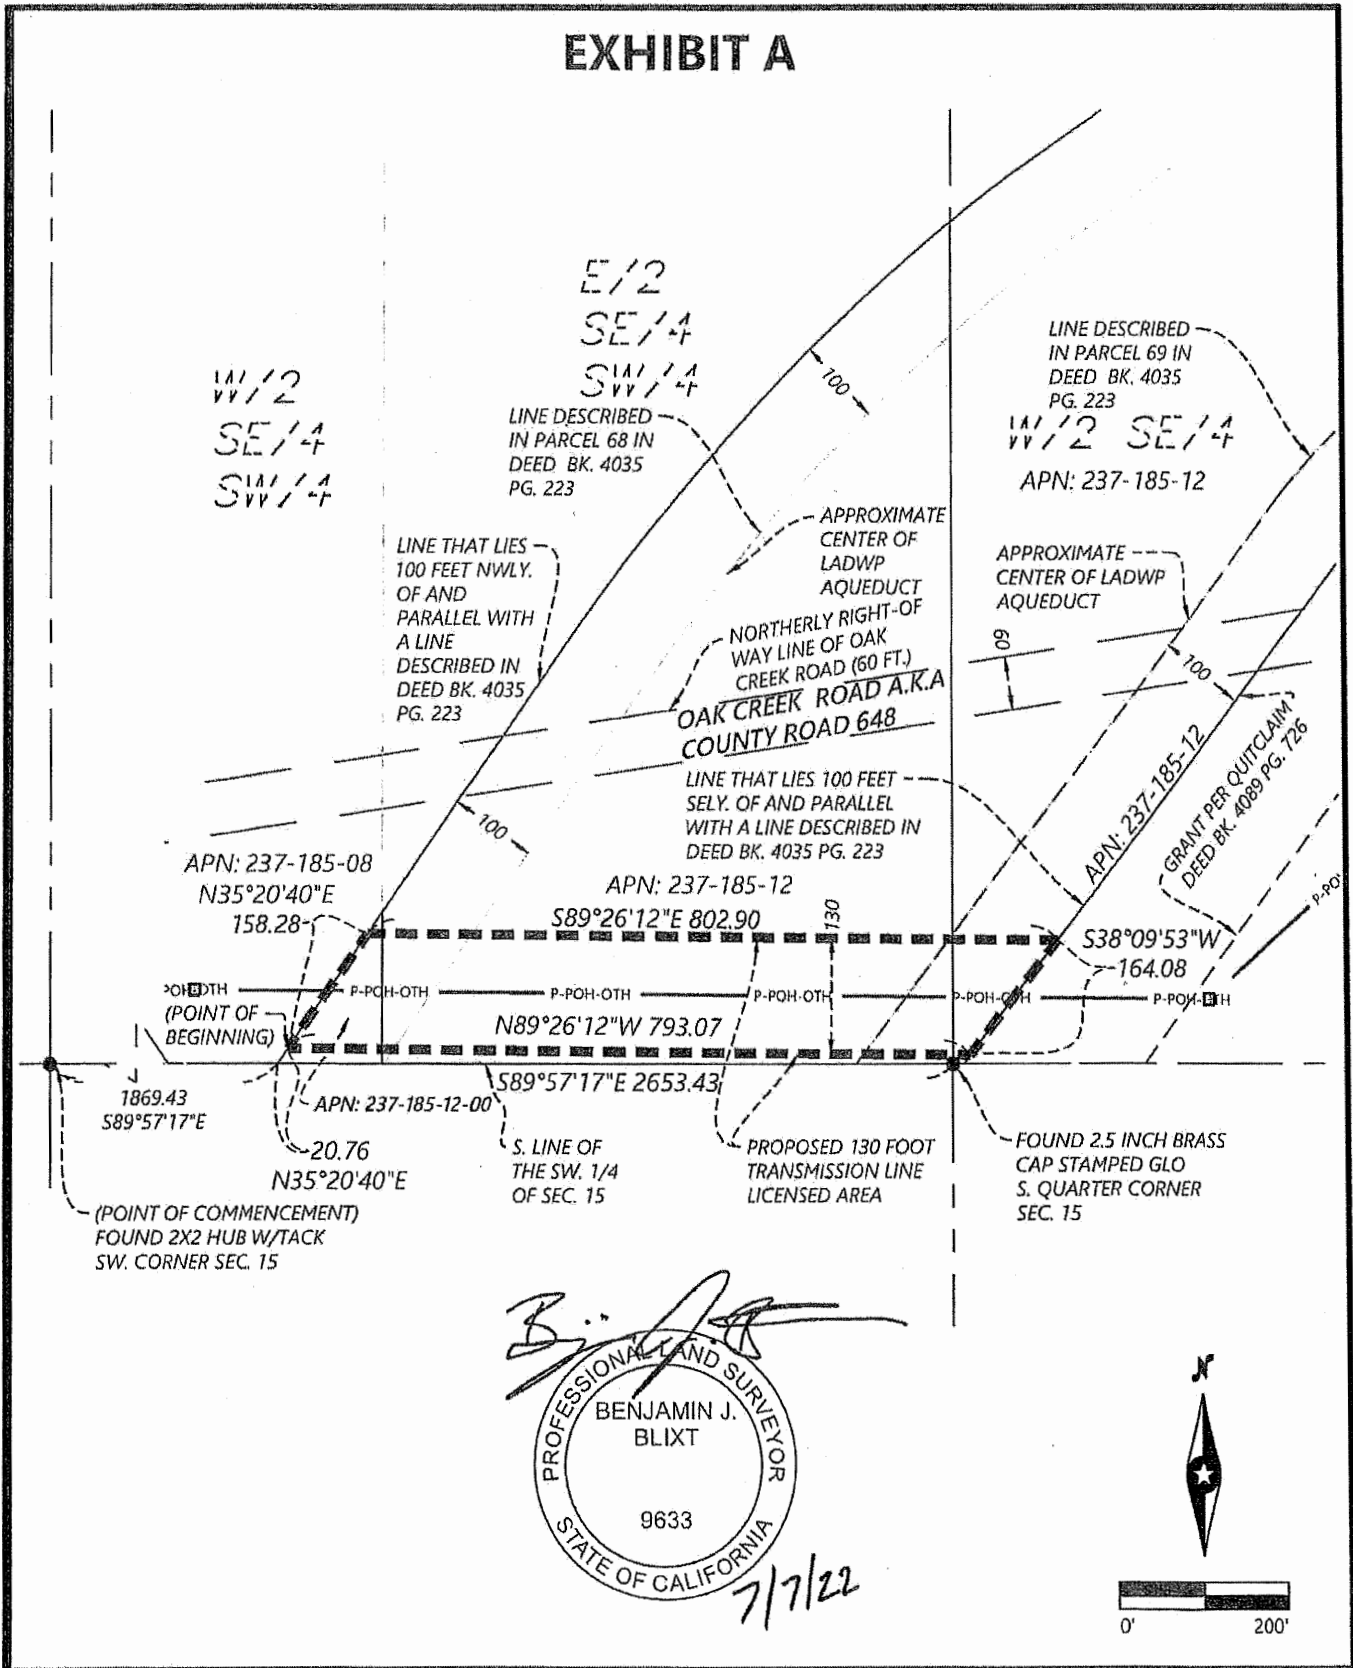 EXHIBIT A
E/2
SE/4
SW/4
W/2
SE/4
SW/4
LINE DESCRIBED
IN PARCEL 68 IN
DEED BK. 4035
PG. 223
LINE DESCRIBED
IN PARCEL 69 IN
DEED BK. 4035
PG. 223
W/2 SE/4
APN: 237-185-12
100
LINE THAT LIES
100 FEET NWLY.
OF AND
PARALLEL WITH
A LINE
DESCRIBED IN
DEED BK. 4035
PG. 223
APPROXIMATE
CENTER OF
LADWP
AQUEDUCT
APPROXIMATE
CENTER OF LADWP
AQUEDUCT
NORTHERLY RIGHT-OF
WAY LINE OF OAK
CREEK ROAD (60 FT.)
OAK CREEK ROAD A.K.A
COUNTY ROAD 648
60
100
LINE THAT LIES 100 FEET
SELY. OF AND PARALLEL
WITH A LINE DESCRIBED IN
DEED BK. 4035 PG. 223
APN: 237-185-12
GRANT PER QUITCLAIM
DEED BK. 4089 PG. 726
100
APN: 237-185-08
N35°20'40"E
158.28
APN: 237-185-12
S89°26'12"E 802.90
130
S38°09'53"W
164.08
P-PO
POH-OTH
P-POH-OTH
P-POH-OTH
P-POH-OTH
P-POH-OTH
P-POH-OTH
(POINT OF
BEGINNING)
N89°26'12"W 793.07
S89°57'17"E 2653.43
1869.43
S89°57'17"E
APN: 237-185-12-00
20.76
N35°20'40"E
S. LINE OF
THE SW. 1/4
OF SEC. 15
PROPOSED 130 FOOT
TRANSMISSION LINE
LICENSED AREA
FOUND 2.5 INCH BRASS
CAP STAMPED GLO
S. QUARTER CORNER
SEC. 15
(POINT OF COMMENCEMENT)
FOUND 2X2 HUB W/TACK
SW. CORNER SEC. 15
PROFESSIONAL LAND SURVEYOR
BENJAMIN J.
BLIXT
9633
STATE OF CALIFORNIA
7/7/22
N
0'
200'